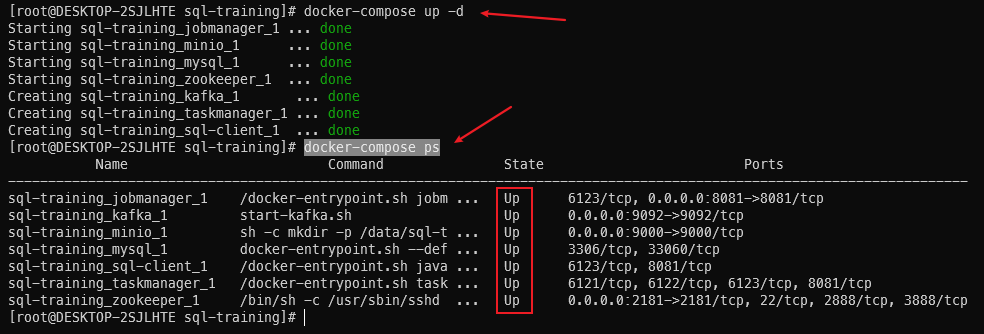 [root@DESKTOP-2SJLHTE sql-training]# docker-compose up -d
Starting sql-training_jobmanager_1 ... done
Starting sql-training_minio_1      ... done
Starting sql-training_mysql_1      ... done
Starting sql-training_zookeeper_1  ... done
Creating sql-training_kafka_1       ... done
Creating sql-training_taskmanager_1 ... done
Creating sql-training_sql-client_1  ... done
[root@DESKTOP-2SJLHTE sql-training]# docker-compose ps
Name Command State Ports
sql-training_jobmanager_1 /docker-entrypoint.sh jobm ... Up 6123/tcp, 0.0.0.0:8081->8081/tcp
sql-training_kafka_1 start-kafka.sh Up 0.0.0.0:9092->9092/tcp
sql-training_minio_1 sh -c mkdir -p /data/sql-t ... Up 0.0.0.0:9000->9000/tcp
sql-training_mysql_1 docker-entrypoint.sh --def ... Up 3306/tcp, 33060/tcp
sql-training_sql-client_1 /docker-entrypoint.sh java ... Up 6123/tcp, 8081/tcp
sql-training_taskmanager_1 /docker-entrypoint.sh task ... Up 6121/tcp, 6122/tcp, 6123/tcp, 8081/tcp
sql-training_zookeeper_1 /bin/sh -c /usr/sbin/sshd ... Up 0.0.0.0:2181->2181/tcp, 22/tcp, 2888/tcp, 3888/tcp
[root@DESKTOP-2SJLHTE sql-training]#